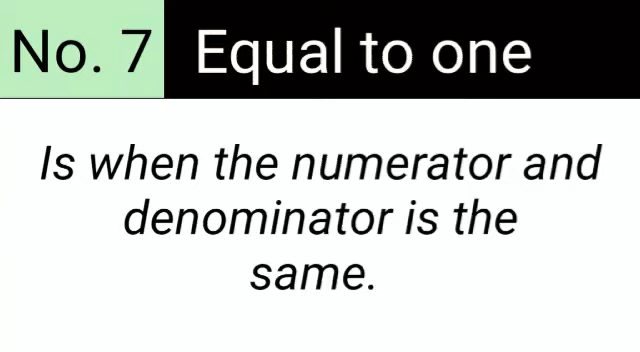 No. 7 Equal to one
Is when the numerator and
denominator is the
same.